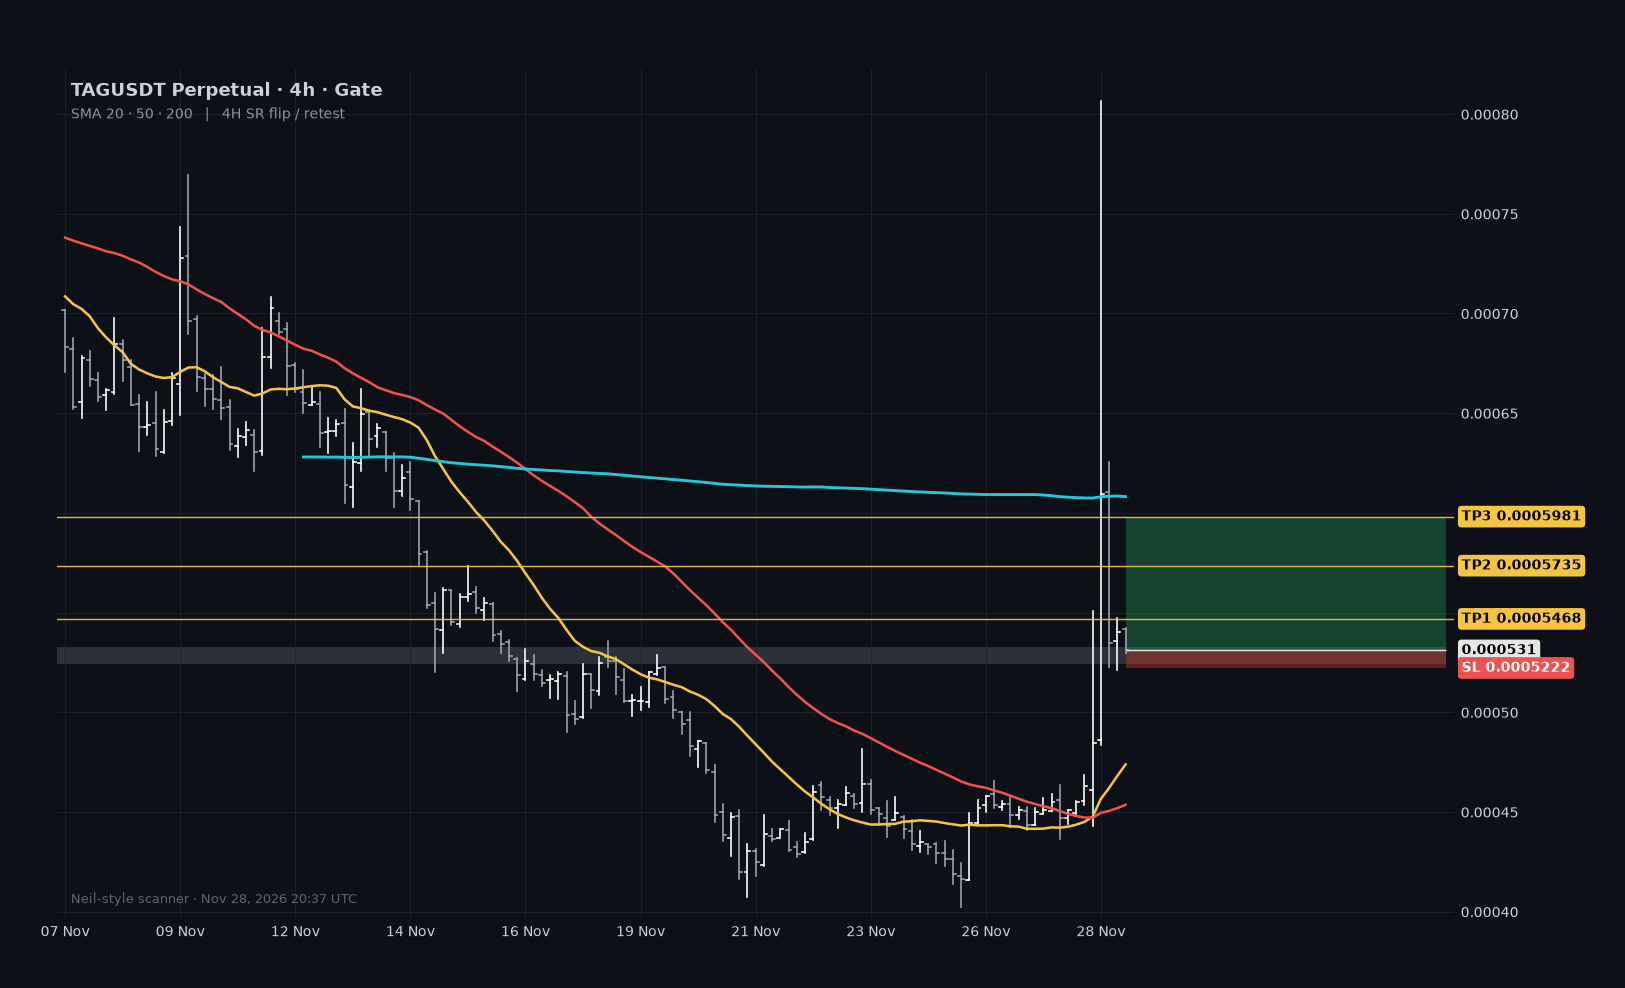 TAGUSDT Perpetual · 4h · Gate
SMA 20 · 50 · 200   |   4H SR flip / retest
0.00080
0.00075
0.00070
0.00065
TP3 0.0005981
TP2 0.0005735
TP1 0.0005468
0.000531
SL 0.0005222
0.00050
0.00045
0.00040
Neil-style scanner · Nov 28, 2026 20:37 UTC
07 Nov 09 Nov 12 Nov 14 Nov 16 Nov 19 Nov 21 Nov 23 Nov 26 Nov 28 Nov